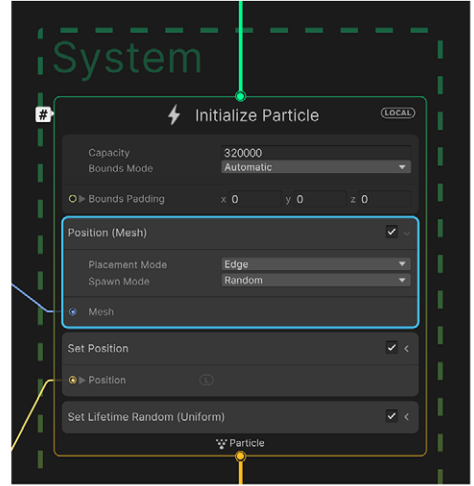 System
#
Initialize Particle
LOCAL
Capacity 320000
Bounds Mode Automatic
Bounds Padding x 0 y 0 z 0
Position (Mesh)
Placement Mode Edge
Spawn Mode Random
Mesh
Set Position
Position L
Set Lifetime Random (Uniform)
Particle